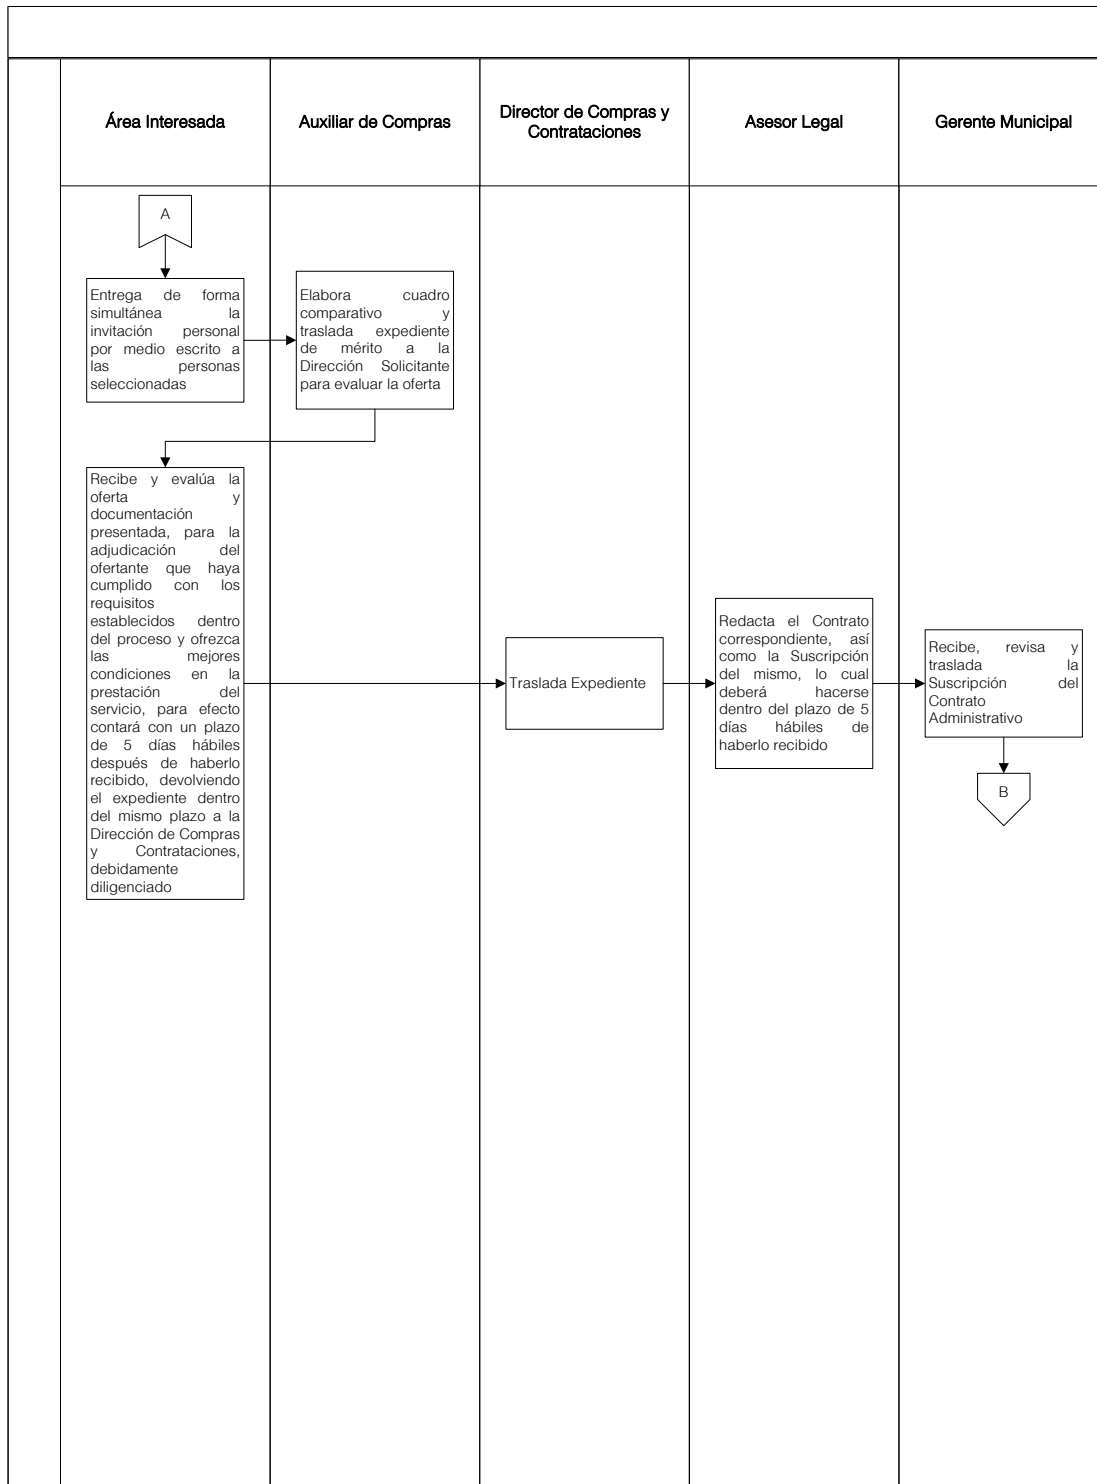 Área Interesada
Auxiliar de Compras
Director de Compras y
Contrataciones
Asesor Legal
Gerente Municipal
A
Entrega de forma
simultánea la
invitación personal
por medio escrito a
las personas
seleccionadas
Elabora cuadro
comparativo y
traslada expediente
de mérito a la
Dirección Solicitante
para evaluar la oferta
Recibe y evalúa la
oferta y
documentación
presentada, para la
adjudicación del
ofertante que haya
cumplido con los
requisitos
establecidos dentro
del proceso y ofrezca
las mejores
condiciones en la
prestación del
servicio, para efecto
contará con un plazo
de 5 días hábiles
después de haberlo
recibido, devolviendo
el expediente dentro
del mismo plazo a la
Dirección de Compras
y Contrataciones,
debidamente
diligenciado
Traslada Expediente
Redacta el Contrato
correspondiente, así
como la Suscripción
del mismo, lo cual
deberá hacerse
dentro del plazo de 5
días hábiles de
haberlo recibido
Recibe, revisa y
traslada la
Suscripción del
Contrato
Administrativo
B